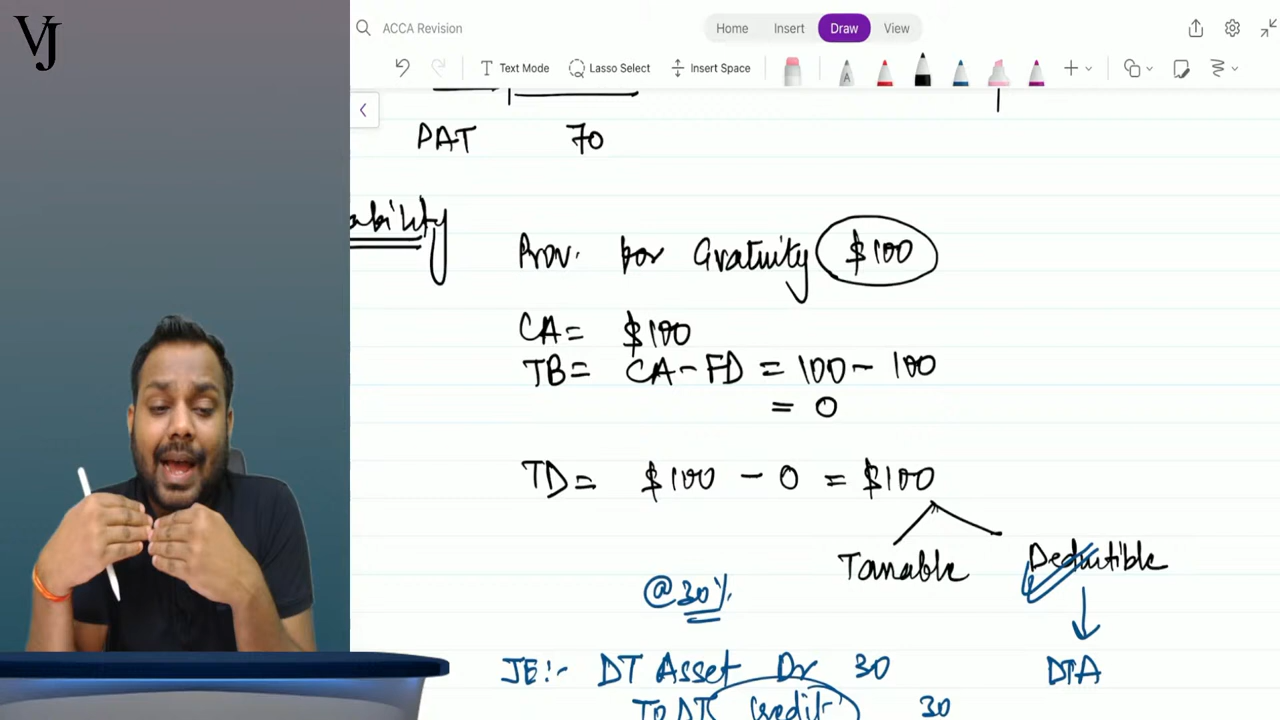 VJ
ACCA Revision
Home Insert Draw View
Text Mode Lasso Select Insert Space
PAT 70
ability
Prov. for Gratuity $100
CA= $100
TB= CA-FD = 100 - 100
= 0
TD= $100 - 0 = $100
Taxable Deductible
@30%
JE:- DT Asset Dr 30 DTA
To DT Credit 30